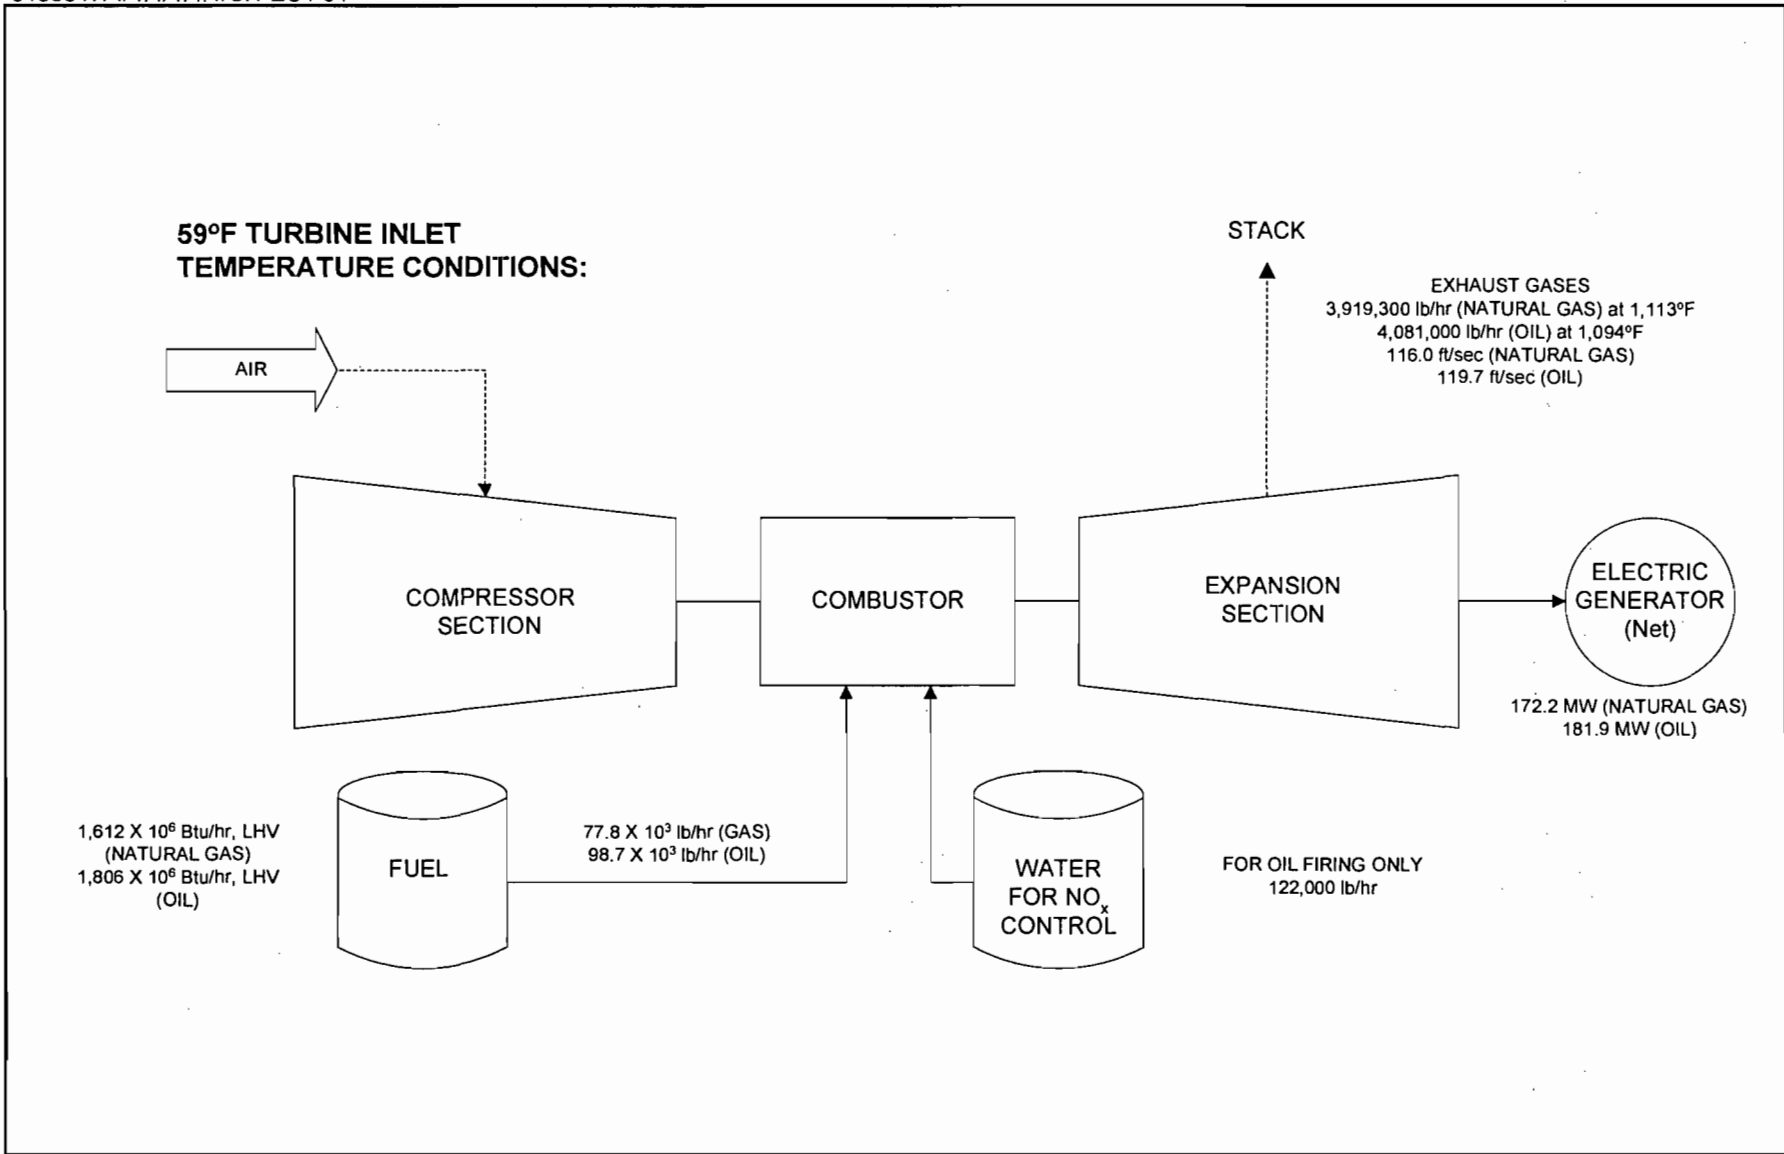 59ºF TURBINE INLET
TEMPERATURE CONDITIONS:
STACK
EXHAUST GASES
3,919,300 lb/hr (NATURAL GAS) at 1,113ºF
4,081,000 lb/hr (OIL) at 1,094ºF
116.0 ft/sec (NATURAL GAS)
119.7 ft/sec (OIL)
AIR
COMPRESSOR
SECTION
COMBUSTOR
EXPANSION
SECTION
ELECTRIC
GENERATOR
(Net)
172.2 MW (NATURAL GAS)
181.9 MW (OIL)
1,612 X 10⁶ Btu/hr, LHV
(NATURAL GAS)
1,806 X 10⁶ Btu/hr, LHV
(OIL)
FUEL
77.8 X 10³ lb/hr (GAS)
98.7 X 10³ lb/hr (OIL)
WATER
FOR NOₓ
CONTROL
FOR OIL FIRING ONLY
122,000 lb/hr